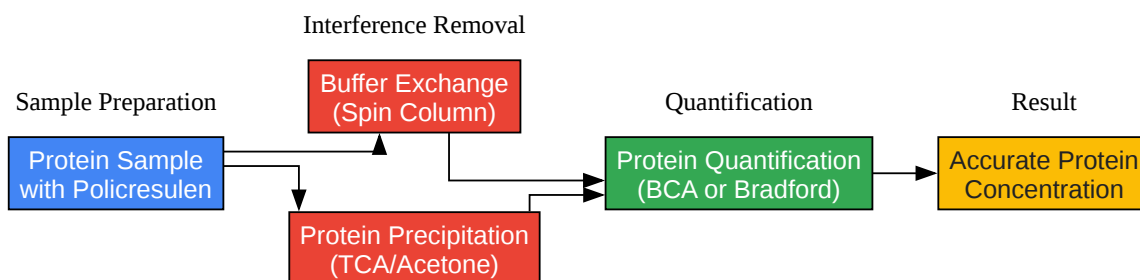 Interference Removal
Buffer Exchange
(Spin Column)
Sample Preparation
Protein Sample
with Policresulen
Protein Precipitation
(TCA/Acetone)
Quantification
Protein Quantification
(BCA or Bradford)
Result
Accurate Protein
Concentration